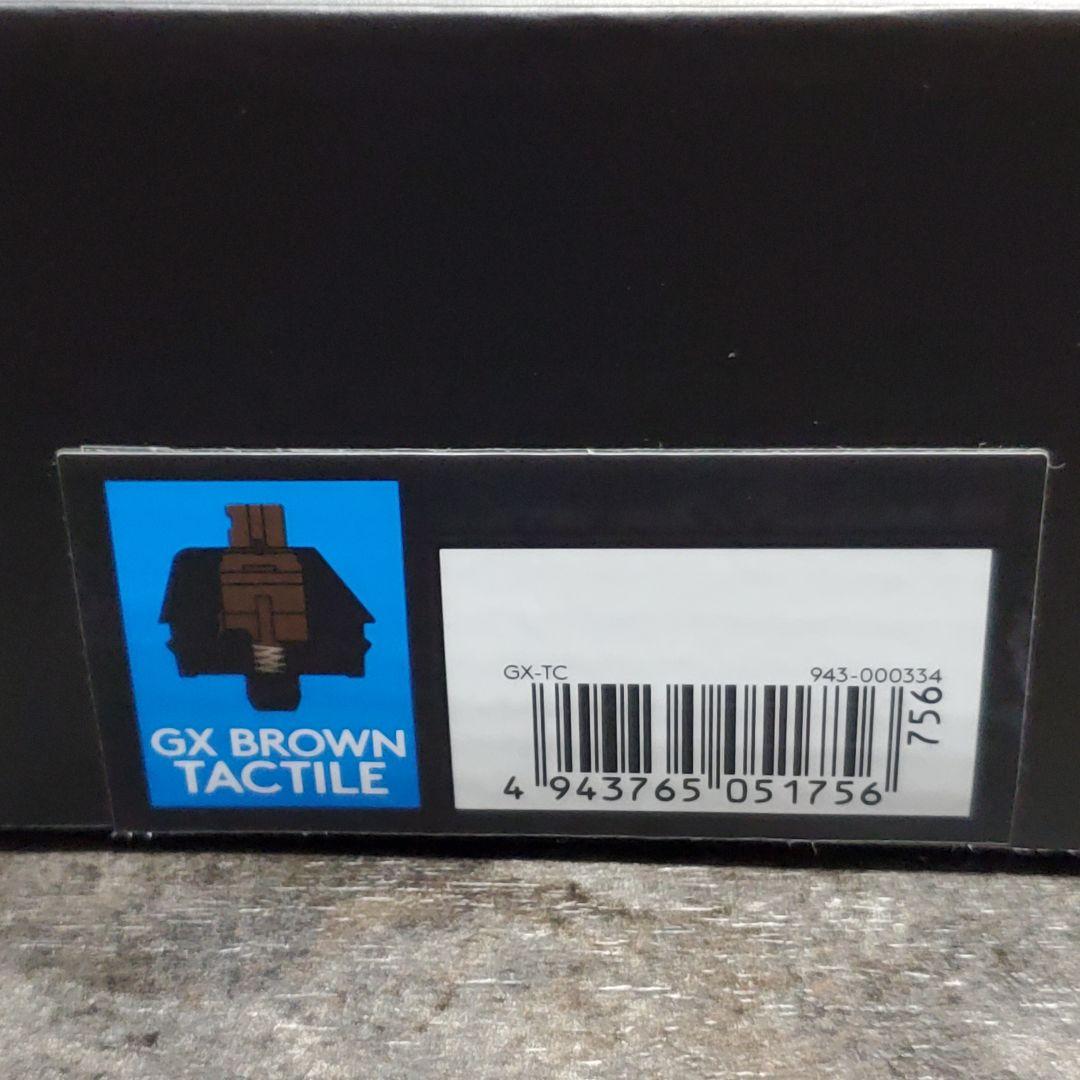 GX BROWN
TACTILE
GX-TC 943-000334
756
4 943765 051756